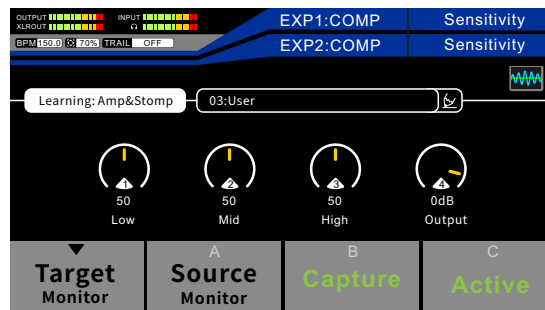 OUTPUT INPUT
XLROUT
BPM 150.0 70% TRAIL OFF
EXP1:COMP Sensitivity
EXP2:COMP Sensitivity
Learning: Amp&Stomp 03:User
1 2 3 4
50 50 50 0dB
Low Mid High Output
A B C
Target Source Capture Active
Monitor Monitor